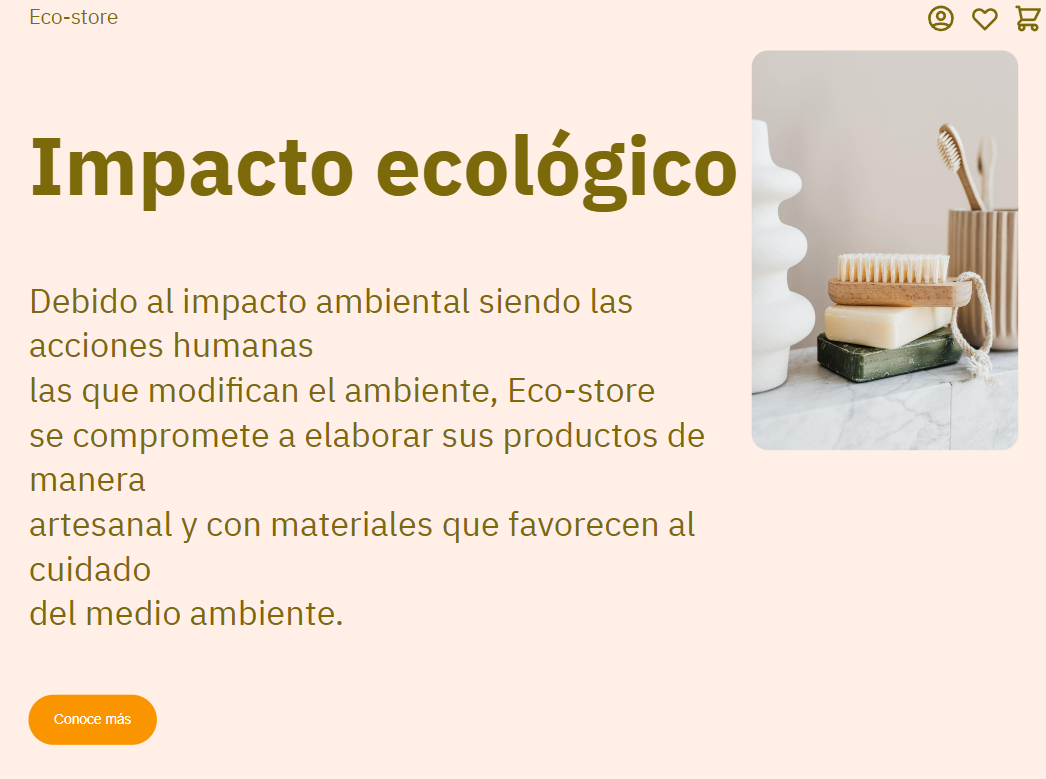 Eco-store
Impacto ecológico
Debido al impacto ambiental siendo las
acciones humanas
las que modifican el ambiente, Eco-store
se compromete a elaborar sus productos de
manera
artesanal y con materiales que favorecen al
cuidado
del medio ambiente.
Conoce más